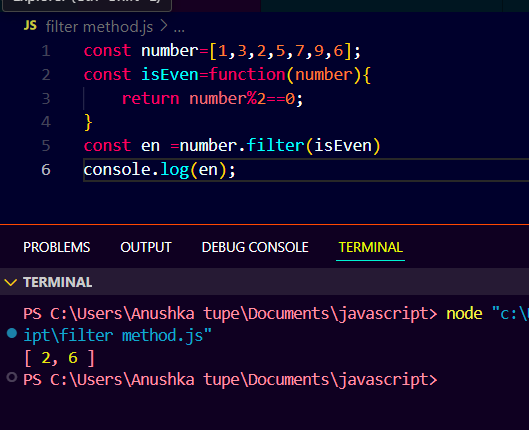 JS filter method.js > ...
1 const number=[1,3,2,5,7,9,6];
2 const isEven=function(number){
3 return number%2==0;
4 }
5 const en =number.filter(isEven)
6 console.log(en);
PROBLEMS OUTPUT DEBUG CONSOLE TERMINAL
TERMINAL
PS C:\Users\Anushka tupe\Documents\javascript> node "c:\
ipt\filter method.js"
[ 2, 6 ]
PS C:\Users\Anushka tupe\Documents\javascript>